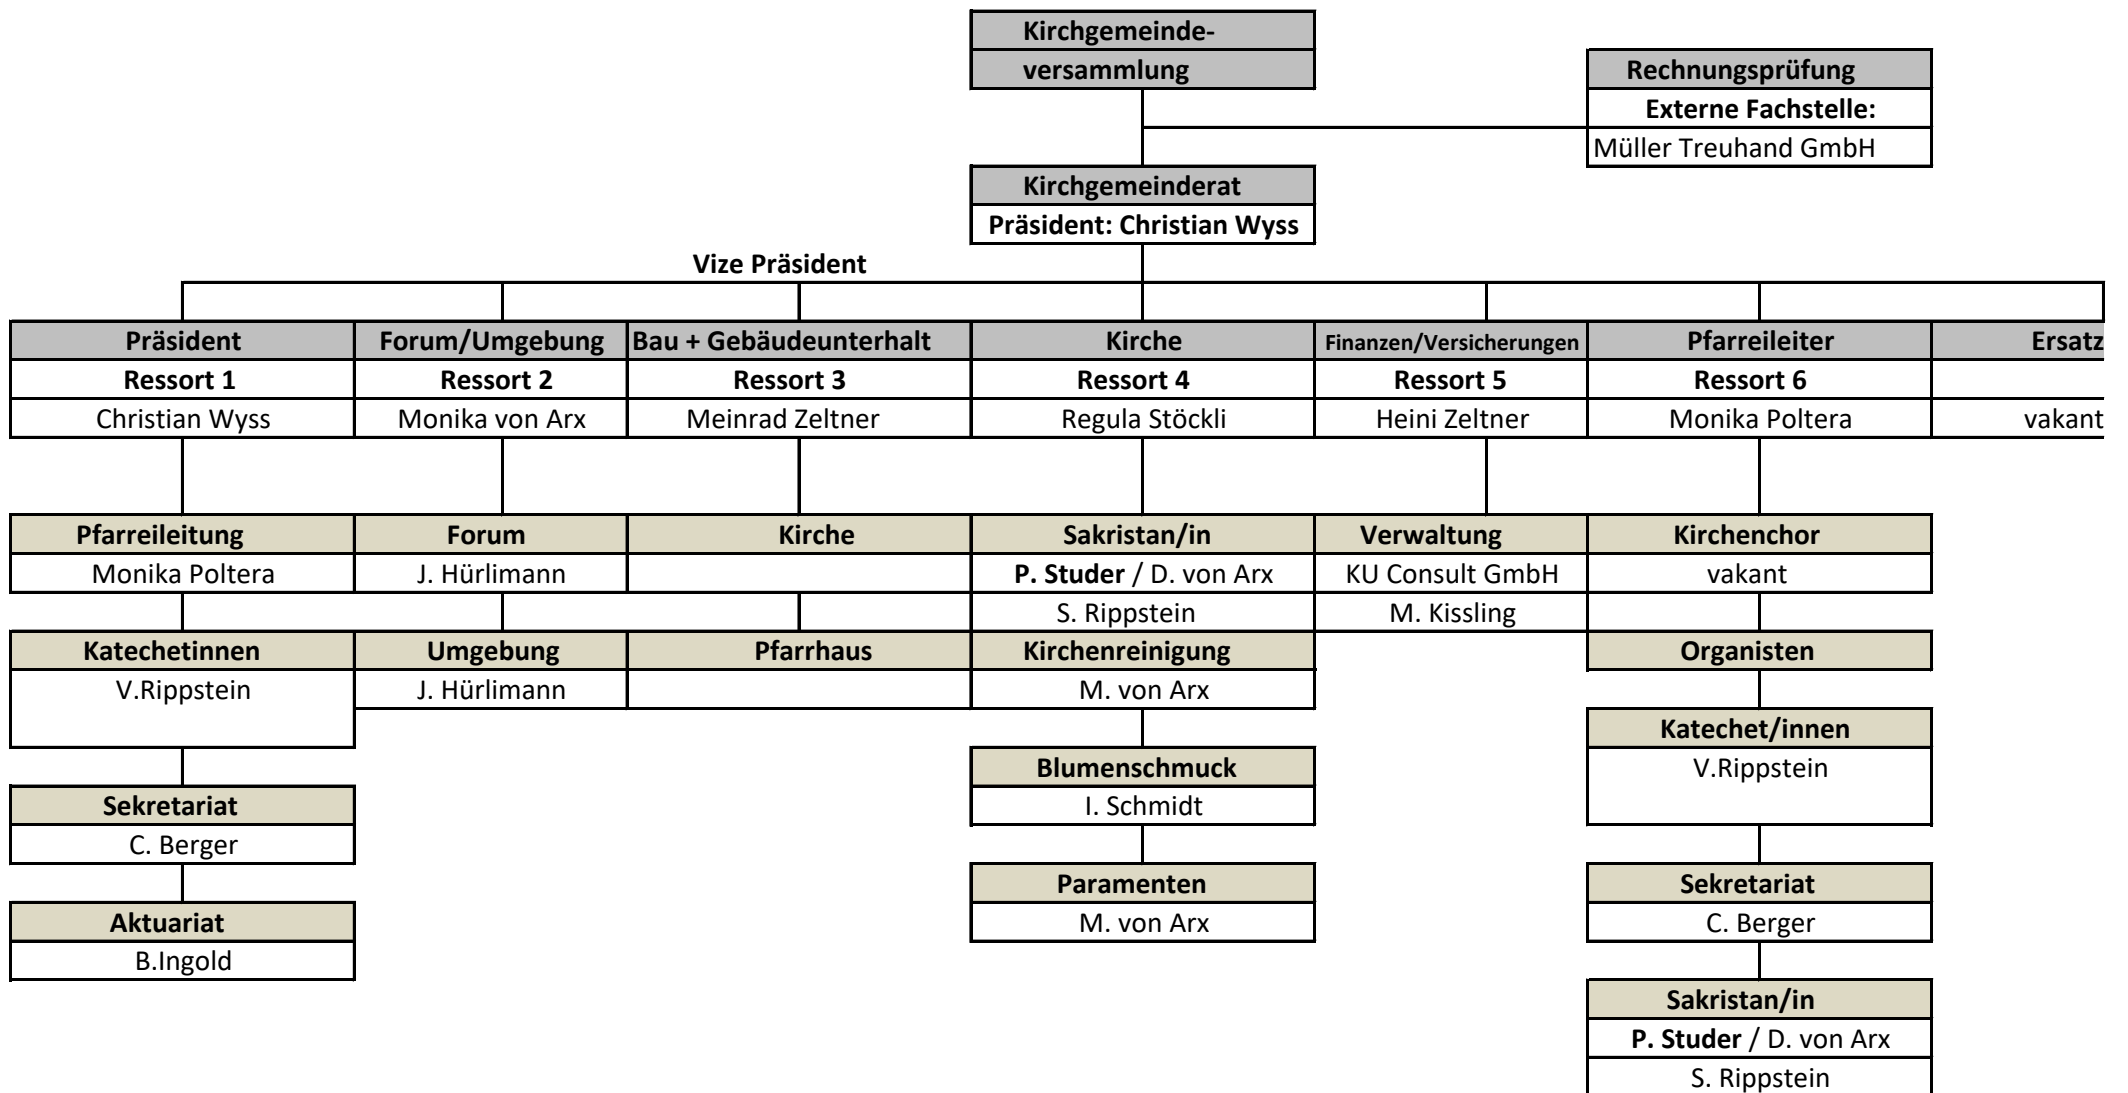 Kirchgemeinde-
versammlung
Rechnungsprüfung
Externe Fachstelle:
Müller Treuhand GmbH
Kirchgemeinderat
Präsident: Christian Wyss
Vize Präsident
Präsident Forum/Umgebung Bau + Gebäudeunterhalt Kirche Finanzen/Versicherungen Pfarreileiter Ersatz
Ressort 1 Ressort 2 Ressort 3 Ressort 4 Ressort 5 Ressort 6
Christian Wyss Monika von Arx Meinrad Zeltner Regula Stöckli Heini Zeltner Monika Poltera vakant
Pfarreileitung Forum Kirche Sakristan/in Verwaltung Kirchenchor
Monika Poltera J. Hürlimann P. Studer / D. von Arx KU Consult GmbH vakant
S. Rippstein M. Kissling
Katechetinnen Umgebung Pfarrhaus Kirchenreinigung Organisten
V.Rippstein J. Hürlimann M. von Arx
Katechet/innen
Blumenschmuck V.Rippstein
Sekretariat I. Schmidt
C. Berger
Paramenten Sekretariat
Aktuariat M. von Arx C. Berger
B.Ingold
Sakristan/in
P. Studer / D. von Arx
S. Rippstein